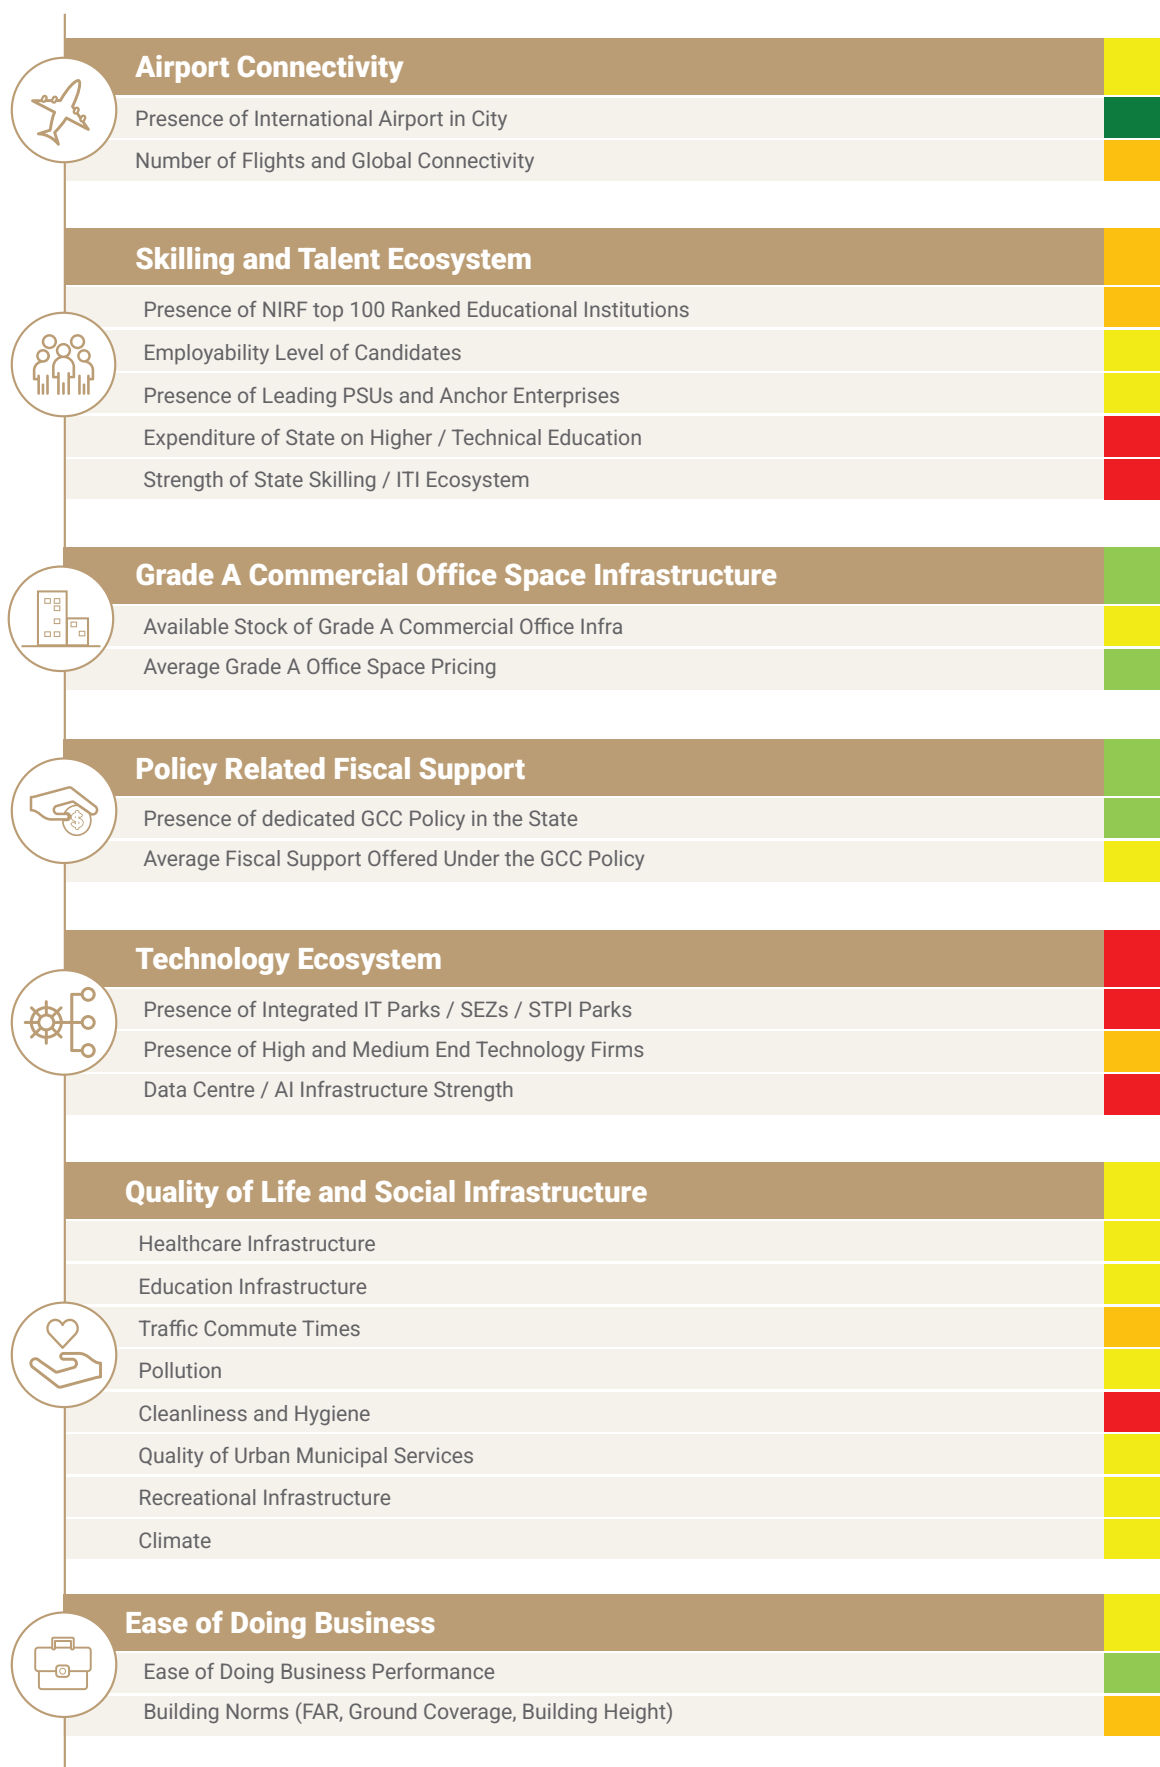 Airport Connectivity
Presence of International Airport in City
Number of Flights and Global Connectivity
Skilling and Talent Ecosystem
Presence of NIRF top 100 Ranked Educational Institutions
Employability Level of Candidates
Presence of Leading PSUs and Anchor Enterprises
Expenditure of State on Higher / Technical Education
Strength of State Skilling / ITI Ecosystem
Grade A Commercial Office Space Infrastructure
Available Stock of Grade A Commercial Office Infra
Average Grade A Office Space Pricing
Policy Related Fiscal Support
$
Presence of dedicated GCC Policy in the State
Average Fiscal Support Offered Under the GCC Policy
Technology Ecosystem
Presence of Integrated IT Parks / SEZs / STPI Parks
Presence of High and Medium End Technology Firms
Data Centre / AI Infrastructure Strength
Quality of Life and Social Infrastructure
Healthcare Infrastructure
Education Infrastructure
Traffic Commute Times
Pollution
Cleanliness and Hygiene
Quality of Urban Municipal Services
Recreational Infrastructure
Climate
Ease of Doing Business
Ease of Doing Business Performance
Building Norms (FAR, Ground Coverage, Building Height)